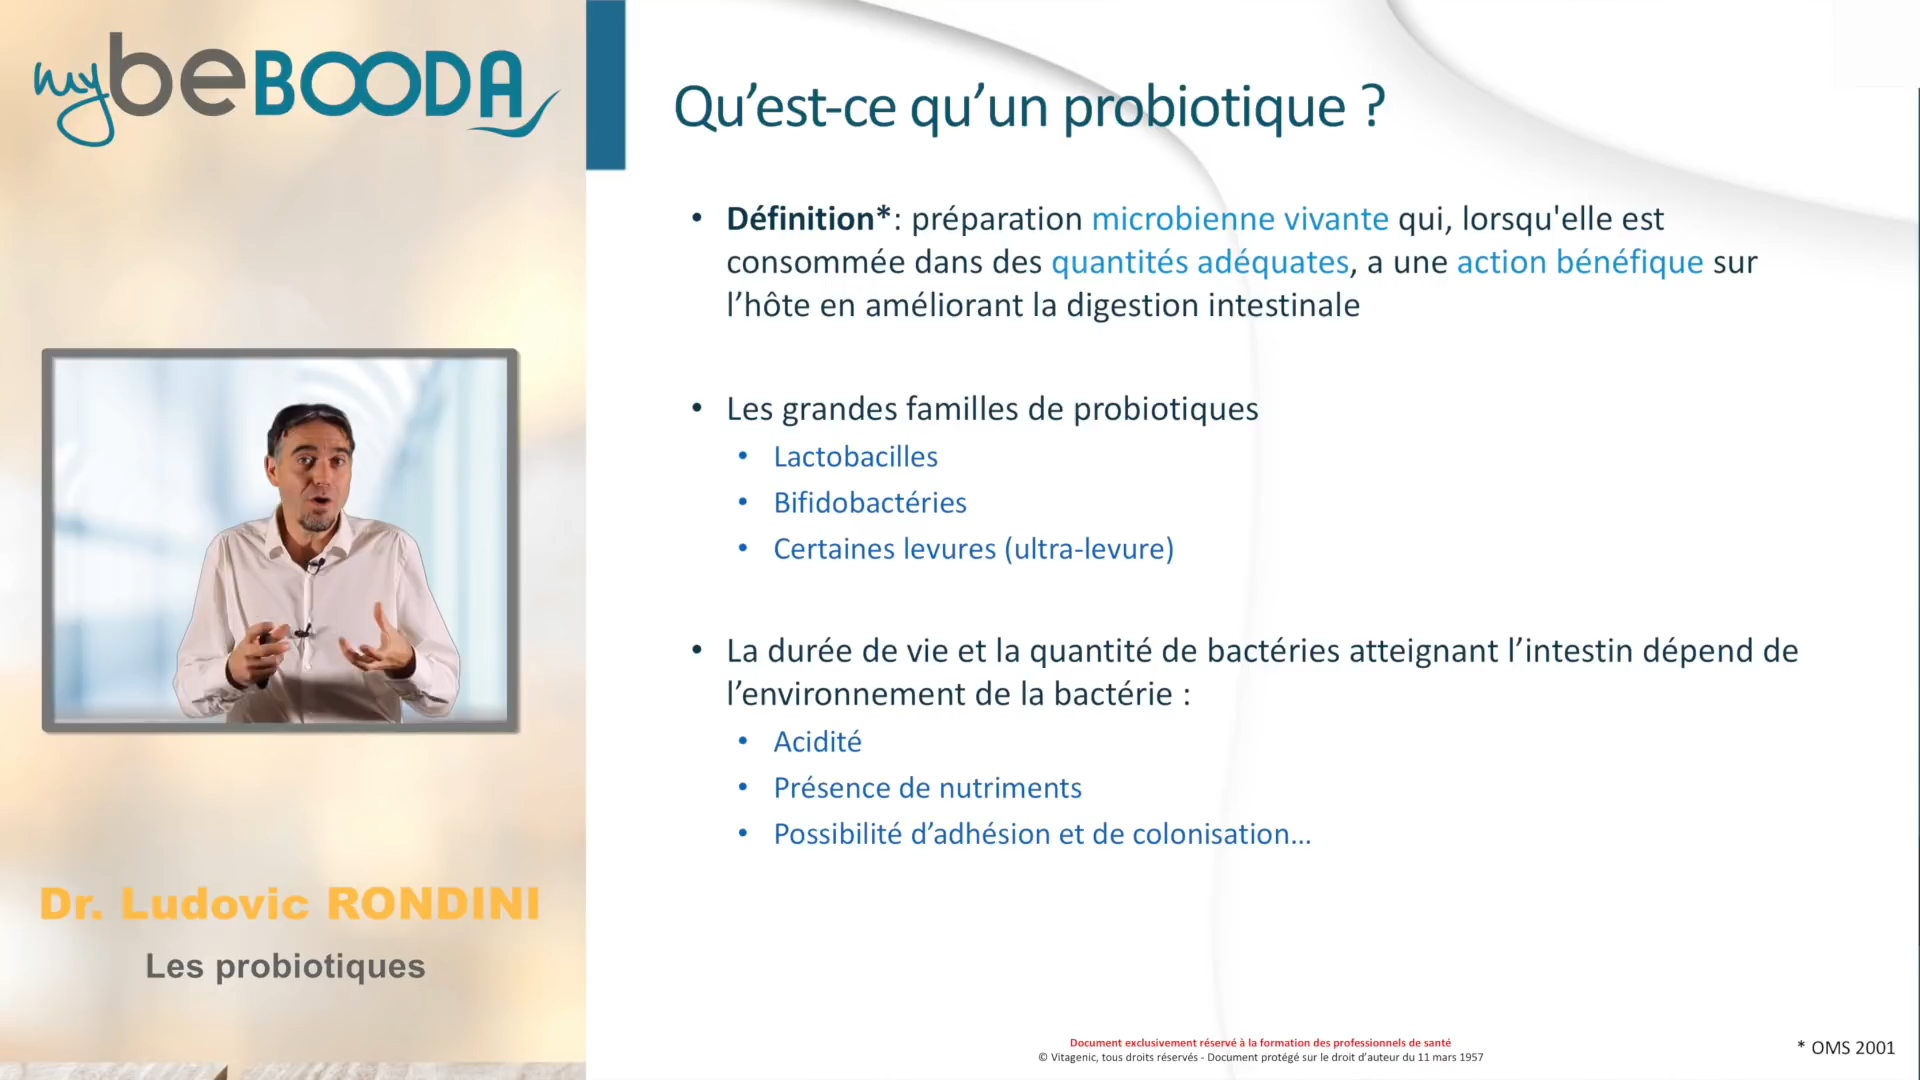 mybeBOODA
Qu’est-ce qu’un probiotique ?
• Définition*: préparation microbienne vivante qui, lorsqu'elle est
consommée dans des quantités adéquates, a une action bénéfique sur
l’hôte en améliorant la digestion intestinale
• Les grandes familles de probiotiques
• Lactobacilles
• Bifidobactéries
• Certaines levures (ultra-levure)
• La durée de vie et la quantité de bactéries atteignant l’intestin dépend de
l’environnement de la bactérie :
• Acidité
• Présence de nutriments
• Possibilité d’adhésion et de colonisation…
Dr. Ludovic RONDINI
Les probiotiques
Document exclusivement réservé à la formation des professionnels de santé
© Vitagenic, tous droits réservés - Document protégé sur le droit d’auteur du 11 mars 1957
* OMS 2001